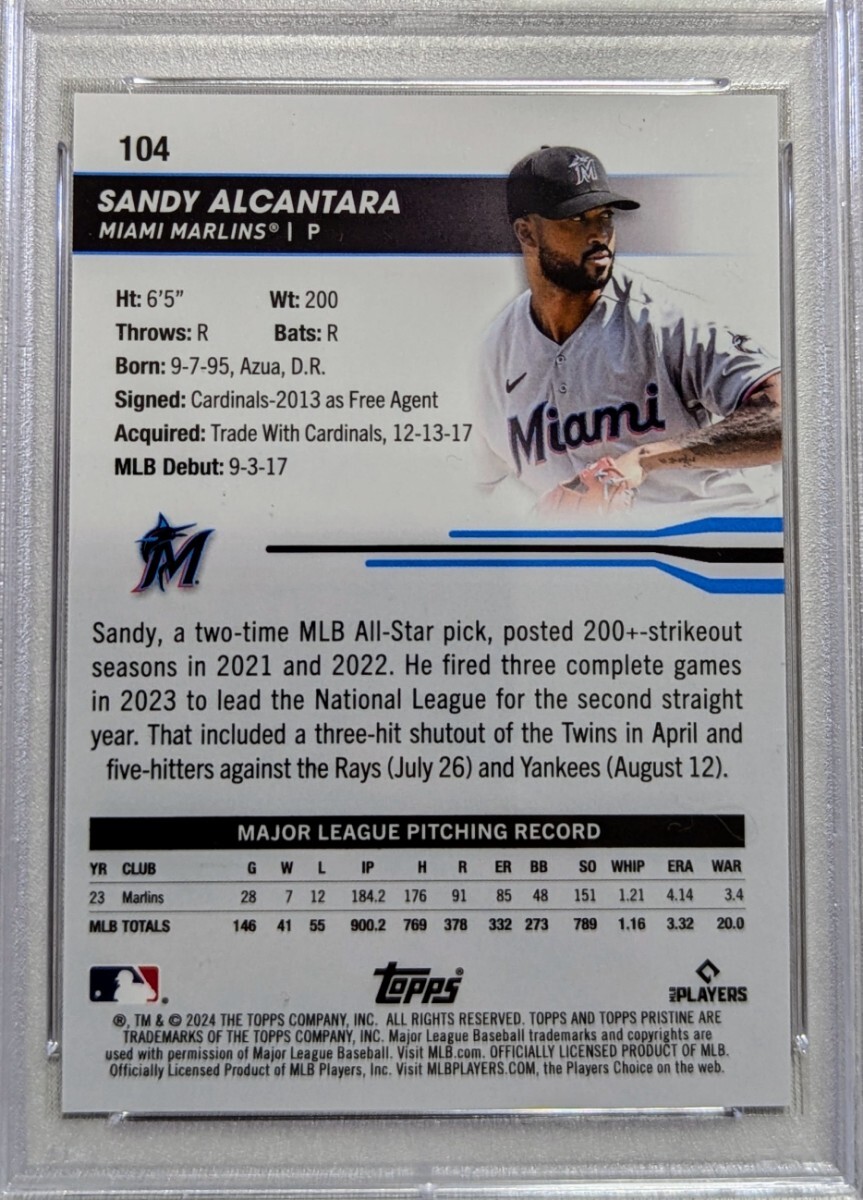 104
SANDY ALCANTARA
MIAMI MARLINS® | P
M
Ht: 6'5" Wt: 200
Throws: R Bats: R
Born: 9-7-95, Azua, D.R.
Signed: Cardinals-2013 as Free Agent
Acquired: Trade With Cardinals, 12-13-17
MLB Debut: 9-3-17
Miami
M
Sandy, a two-time MLB All-Star pick, posted 200+-strikeout
seasons in 2021 and 2022. He fired three complete games
in 2023 to lead the National League for the second straight
year. That included a three-hit shutout of the Twins in April and
five-hitters against the Rays (July 26) and Yankees (August 12).
MAJOR LEAGUE PITCHING RECORD
YR CLUB G W L IP H R ER BB SO WHIP ERA WAR
23 Marlins 28 7 12 184.2 176 91 85 48 151 1.21 4.14 3.4
MLB TOTALS 146 41 55 900.2 769 378 332 273 789 1.16 3.32 20.0
Topps® MLB PLAYERS
®, TM & © 2024 THE TOPPS COMPANY, INC. ALL RIGHTS RESERVED. TOPPS AND TOPPS PRISTINE ARE
TRADEMARKS OF THE TOPPS COMPANY, INC. Major League Baseball trademarks and copyrights are
used with permission of Major League Baseball. Visit MLB.com. OFFICIALLY LICENSED PRODUCT OF MLB.
Officially Licensed Product of MLB Players, Inc. Visit MLBPLAYERS.COM, the Players Choice on the web.